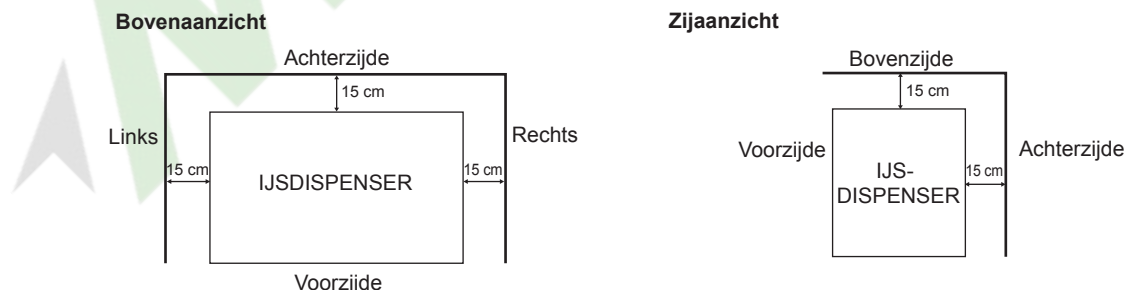 Bovenaanzicht
Achterzijde
15 cm
Links
Rechts
15 cm
15 cm
IJSDISPENSER
Voorzijde
Zijaanzicht
Bovenzijde
15 cm
Voorzijde
Achterzijde
IJS-
DISPENSER
15 cm